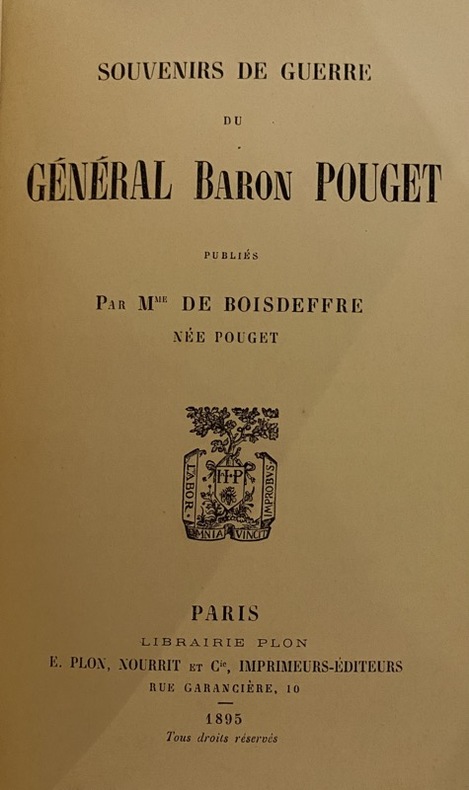 SOUVENIRS DE GUERRE
DU
GÉNÉRAL BARON POUGET
PUBLIÉS
PAR Mᴹᴱ DE BOISDEFFRE
NÉE POUGET
H P
LABOR
IMPROBVS
OMNIA VINCIT
PARIS
LIBRAIRIE PLON
E. PLON, NOURRIT ET Cⁱᵉ, IMPRIMEURS-ÉDITEURS
RUE GARANCIÈRE, 10
1895
Tous droits réservés